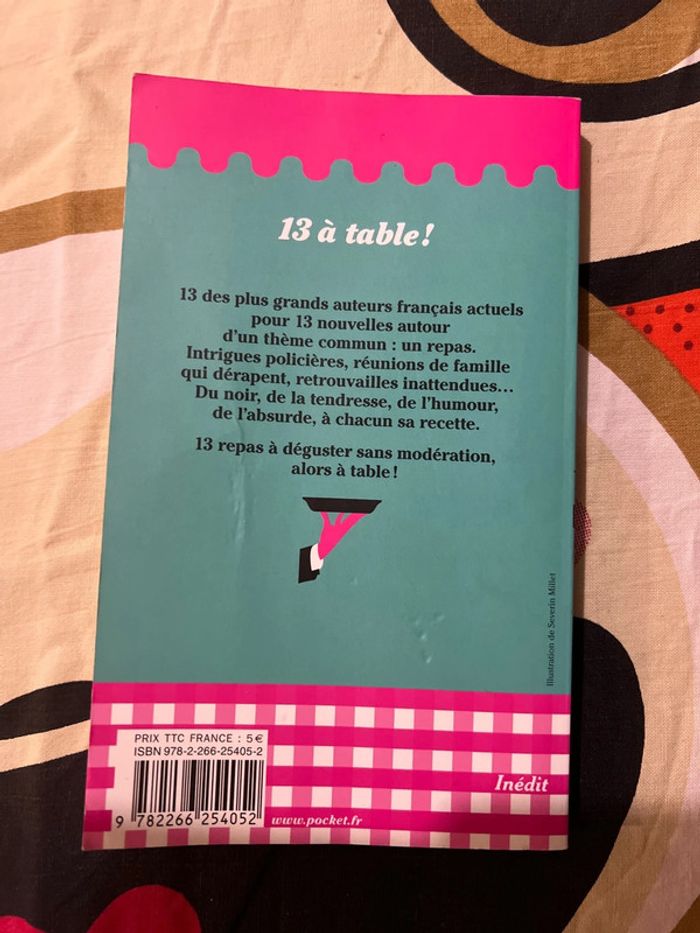 13 à table !
13 des plus grands auteurs français actuels
pour 13 nouvelles autour
d'un thème commun : un repas.
Intrigues policières, réunions de famille
qui dérapent, retrouvailles inattendues...
Du noir, de la tendresse, de l'humour,
de l'absurde, à chacun sa recette.
13 repas à déguster sans modération,
alors à table !
Illustration de Severin Millet
PRIX TTC FRANCE : 5 €
ISBN 978-2-266-25405-2
9 782266 254052
www.pocket.fr
Inédit